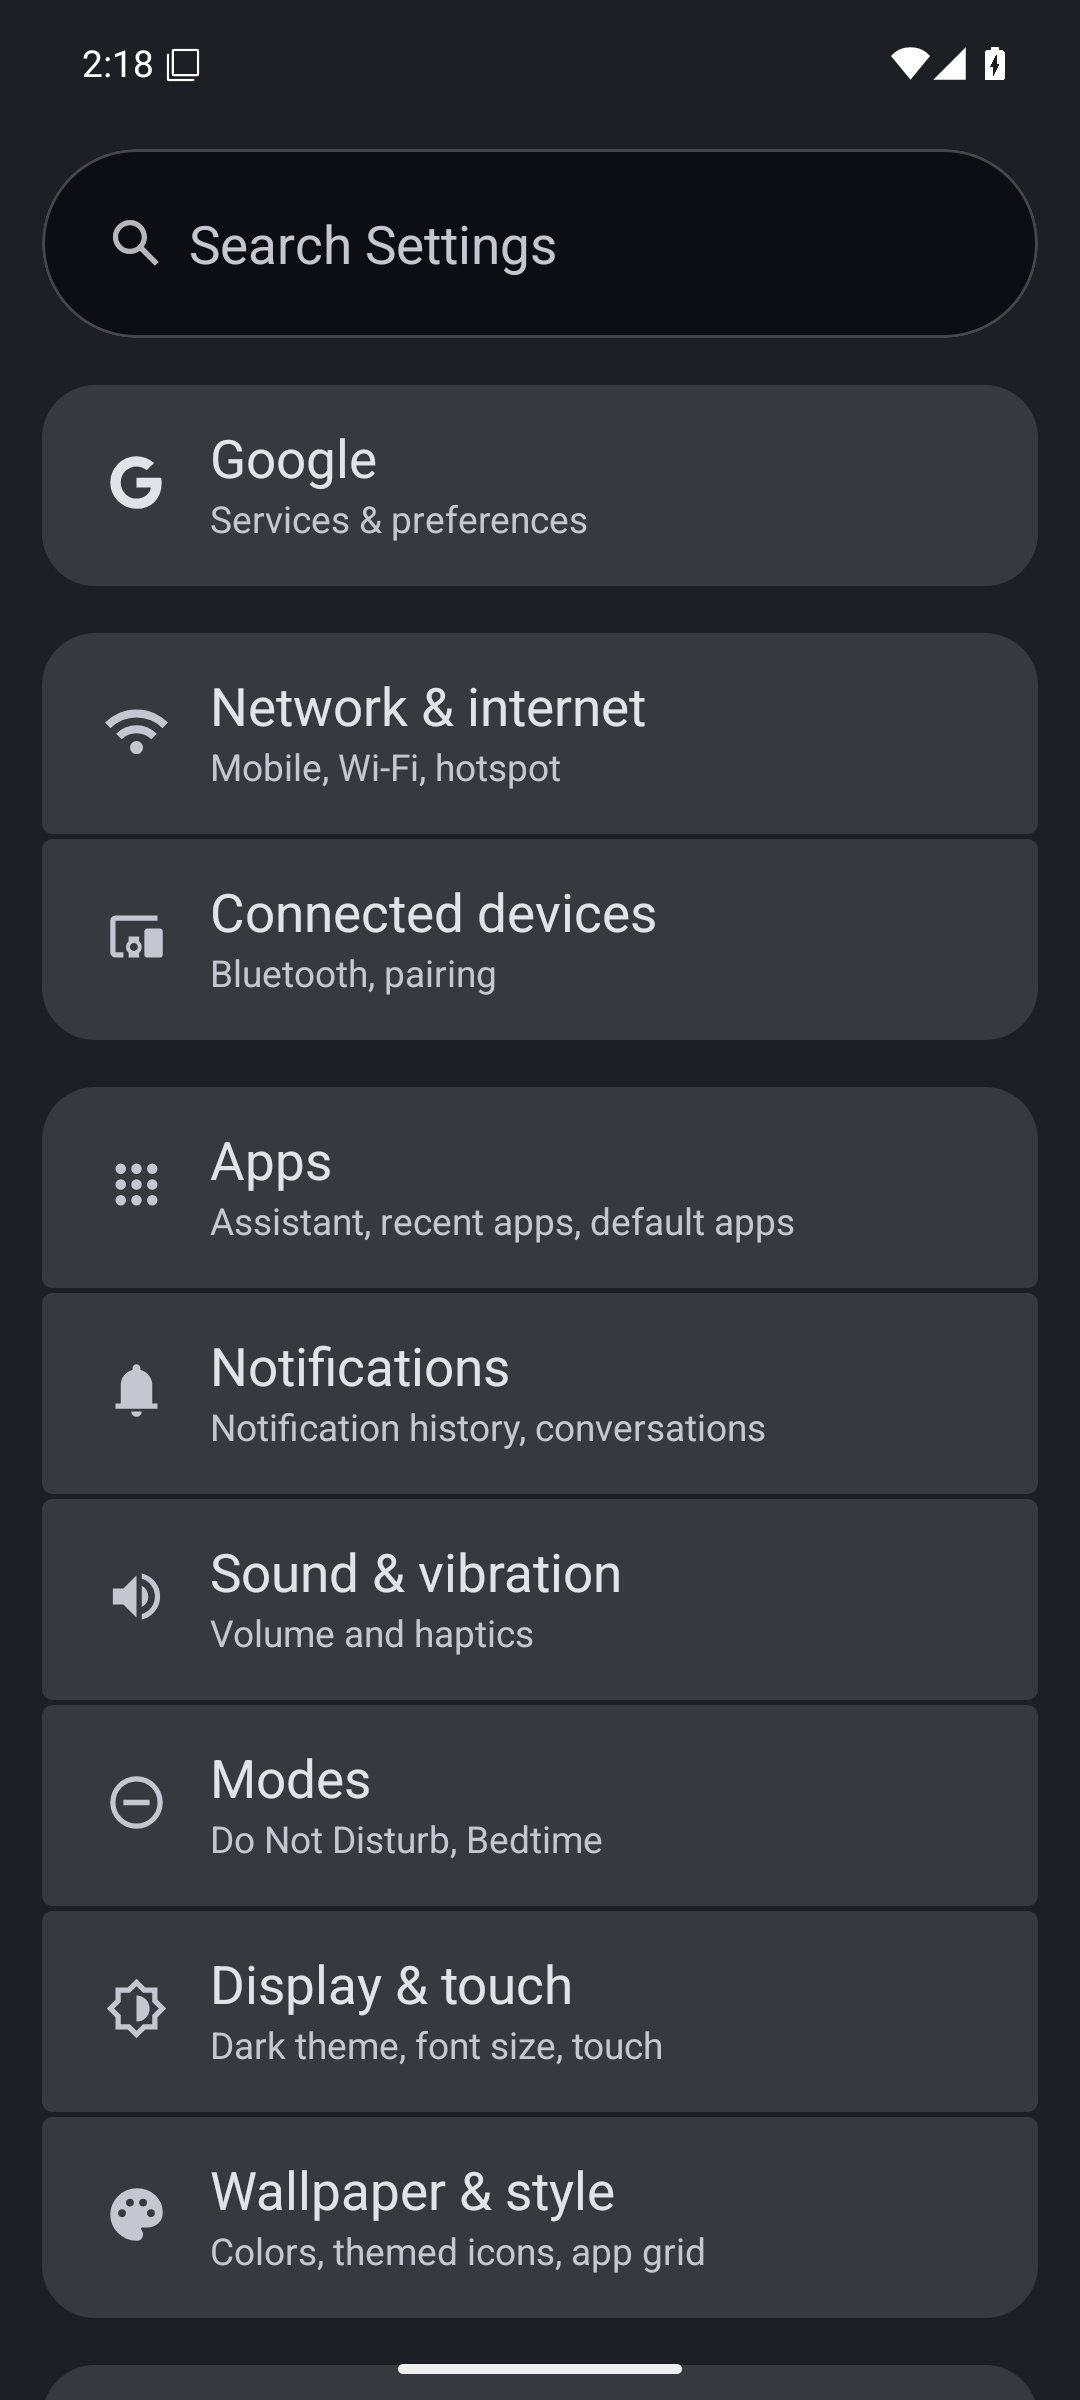 2:18
Search Settings
Google
Services & preferences
Network & internet
Mobile, Wi-Fi, hotspot
Connected devices
Bluetooth, pairing
Apps
Assistant, recent apps, default apps
Notifications
Notification history, conversations
Sound & vibration
Volume and haptics
Modes
Do Not Disturb, Bedtime
Display & touch
Dark theme, font size, touch
Wallpaper & style
Colors, themed icons, app grid